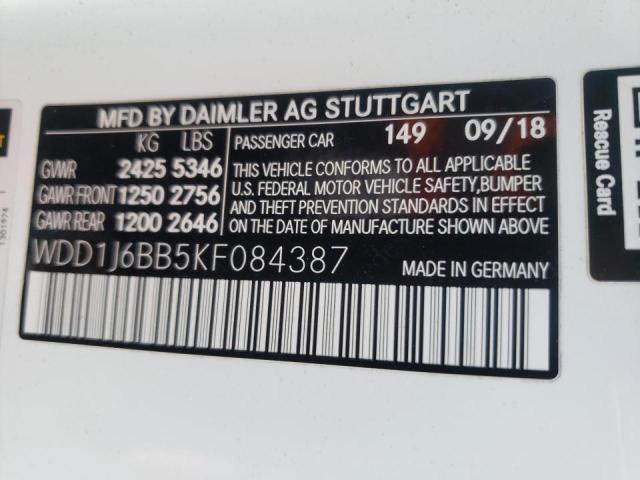 MFD BY DAIMLER AG STUTTGART
KG LBS
GVWR 2425 5346
GAWR FRONT 1250 2756
GAWR REAR 1200 2646
PASSENGER CAR 149 09/18
THIS VEHICLE CONFORMS TO ALL APPLICABLE
U.S. FEDERAL MOTOR VEHICLE SAFETY,BUMPER
AND THEFT PREVENTION STANDARDS IN EFFECT
ON THE DATE OF MANUFACTURE SHOWN ABOVE
WDD1J6BB5KF084387 MADE IN GERMANY
Rescue Card